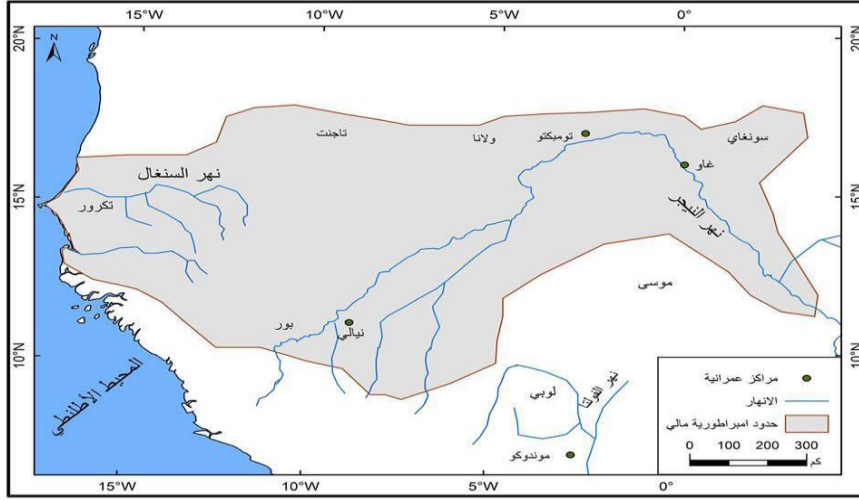 15°W 10°W 5°W 0°
20°N 20°N
N
تاجنت
ولانا
تومبكتو
سونغاي
غاو
نهر السنغال
تكرور
15°N 15°N
نهر النيجر
موسى
بور
نيالي
10°N 10°N
المحيط الأطلنطي
لوبي
نهر الفولتا
موندوكو
مراكز عمرانية
الانهار
حدود امبراطورية مالي
0 100 200 300
كم
15°W 10°W 5°W 0°